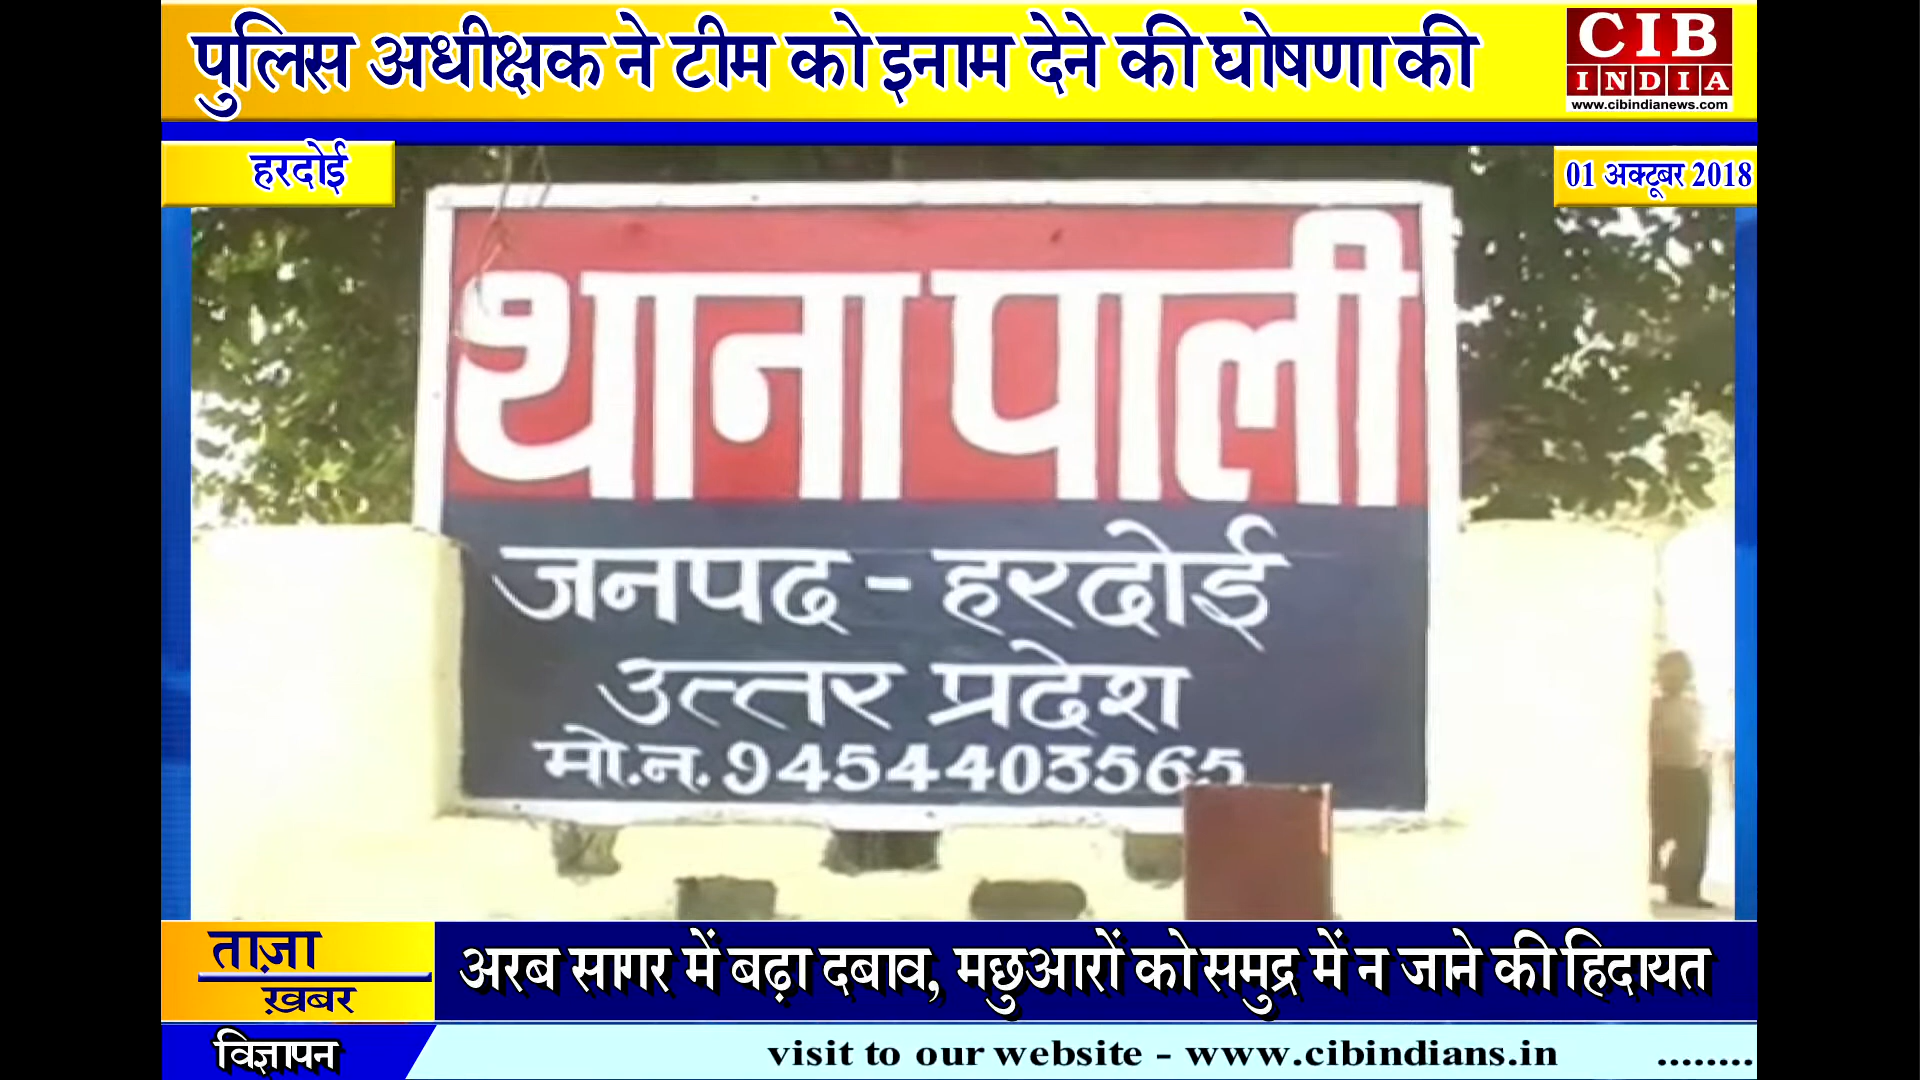 पुलिस अधीक्षक ने टीम को इनाम देने की घोषणा की
CIB
INDIA
www.cibindianews.com
हरदोई
01 अक्टूबर 2018
थाना पाली
जनपद - हरदोई
उत्तर प्रदेश
मो.न. 9454403565
ताज़ा
ख़बर
अरब सागर में बढ़ा दबाव, मछुआरों को समुद्र में न जाने की हिदायत
विज्ञापन
visit to our website - www.cibindians.in ........